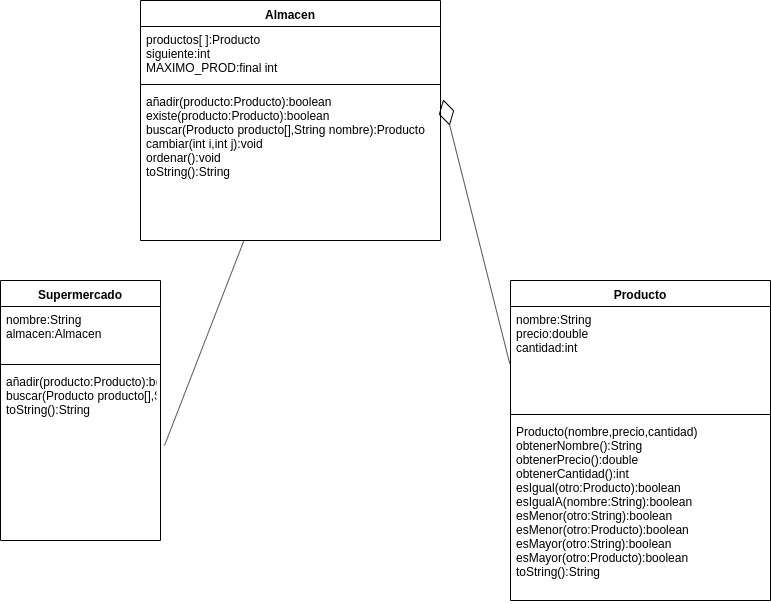 Almacen
productos[ ]:Producto
siguiente:int
MAXIMO_PROD:final int
añadir(producto:Producto):boolean
existe(producto:Producto):boolean
buscar(Producto producto[],String nombre):Producto
cambiar(int i,int j):void
ordenar():void
toString():String
Supermercado
nombre:String
almacen:Almacen
añadir(producto:Producto):bo
buscar(Producto producto[],S
toString():String
Producto
nombre:String
precio:double
cantidad:int
Producto(nombre,precio,cantidad)
obtenerNombre():String
obtenerPrecio():double
obtenerCantidad():int
esIgual(otro:Producto):boolean
esIgualA(nombre:String):boolean
esMenor(otro:String):boolean
esMenor(otro:Producto):boolean
esMayor(otro:String):boolean
esMayor(otro:Producto):boolean
toString():String